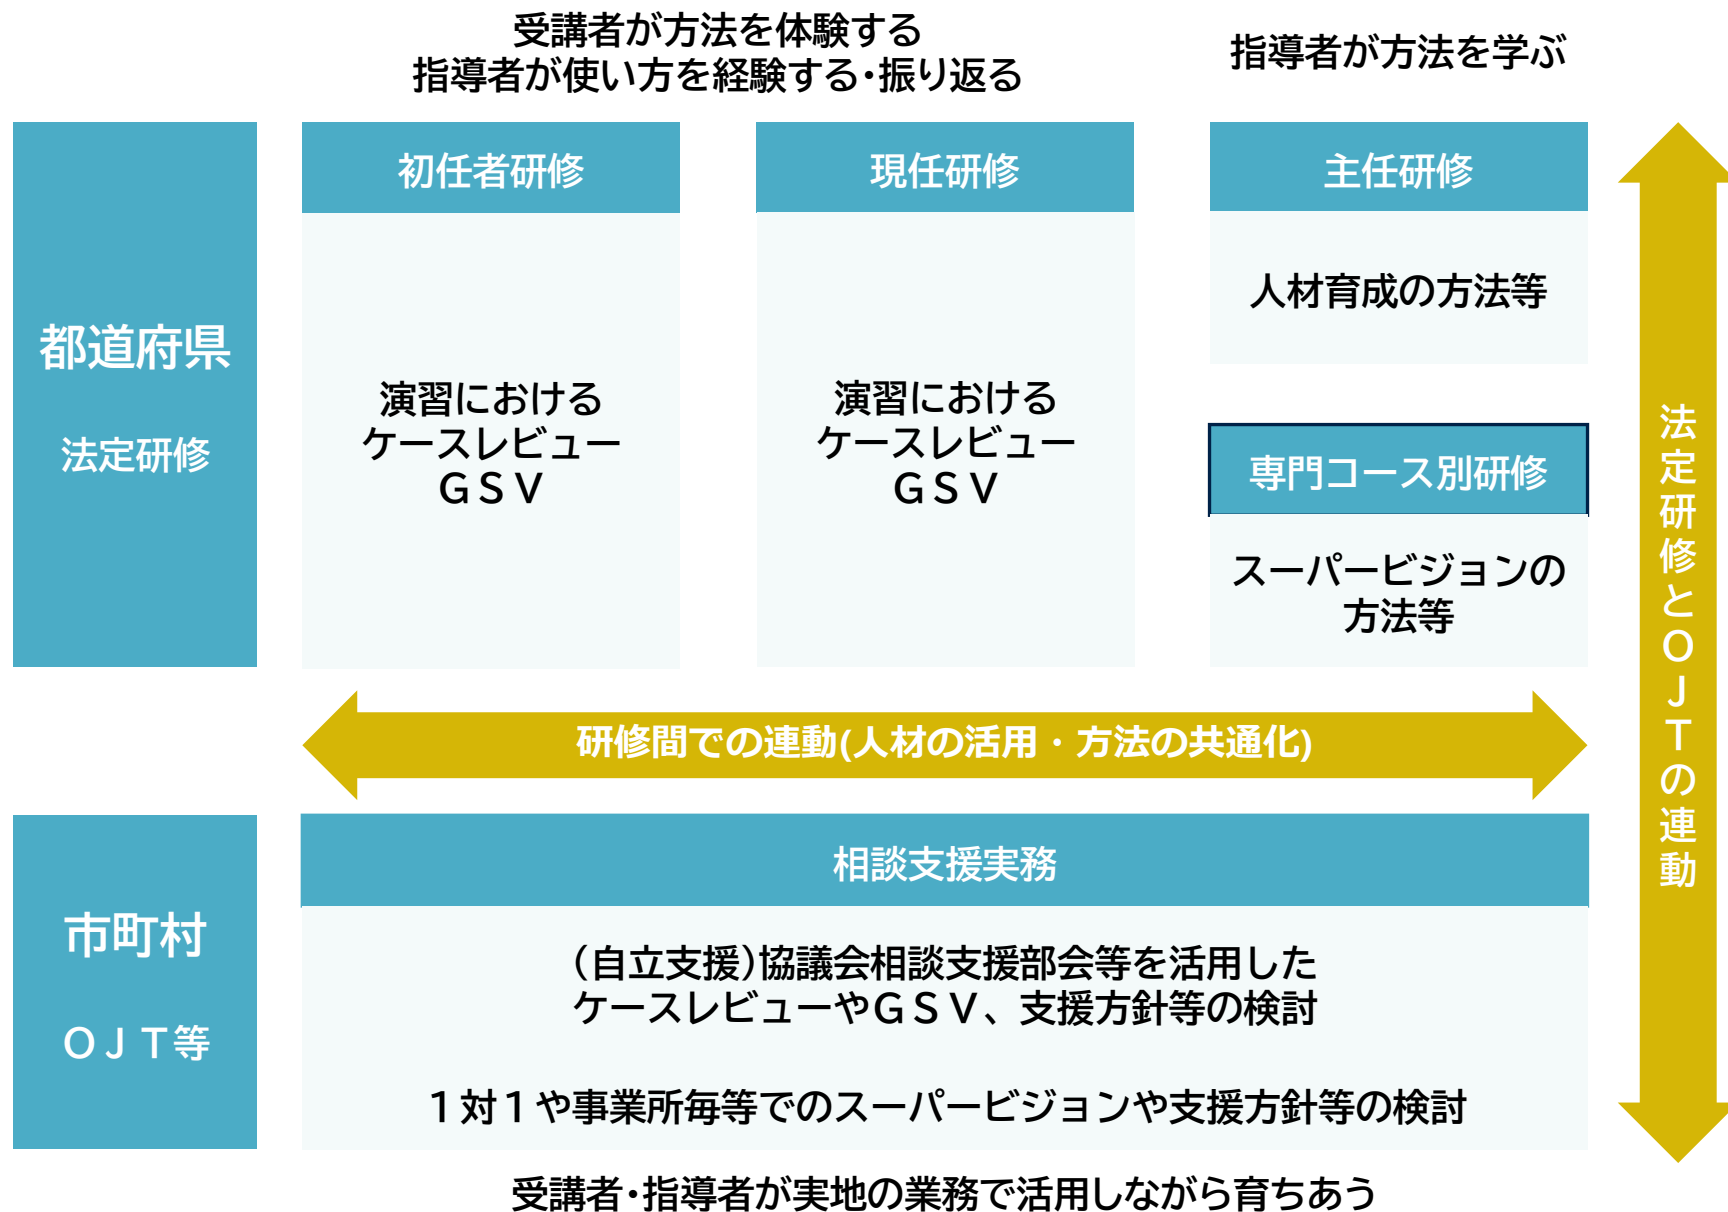 受講者が方法を体験する
指導者が使い方を経験する・振り返る
指導者が方法を学ぶ
都道府県
法定研修
初任者研修
演習における
ケースレビュー
ＧＳＶ
現任研修
演習における
ケースレビュー
ＧＳＶ
主任研修
人材育成の方法等
専門コース別研修
スーパービジョンの
方法等
研修間での連動(人材の活用・方法の共通化)
法定研修とＯＪＴの連動
市町村
ＯＪＴ等
相談支援実務
（自立支援）協議会相談支援部会等を活用した
ケースレビューやＧＳＶ、支援方針等の検討
１対１や事業所毎等でのスーパービジョンや支援方針等の検討
受講者・指導者が実地の業務で活用しながら育ちあう